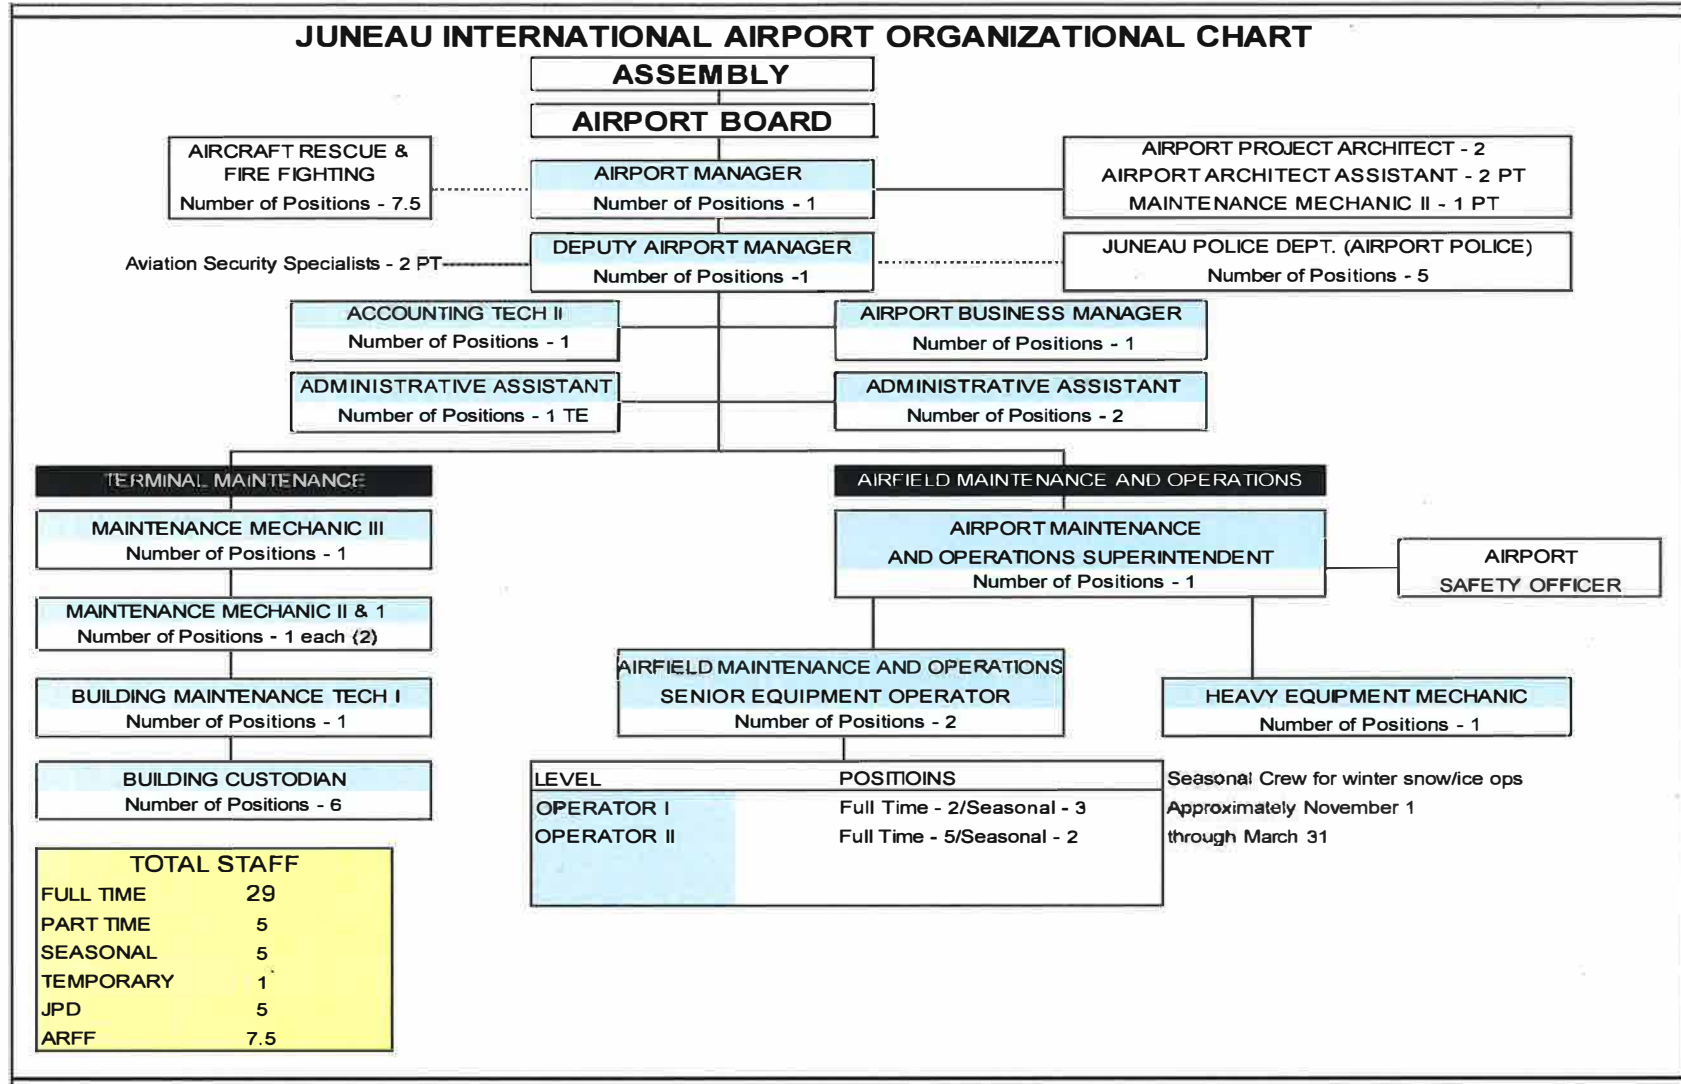 JUNEAU INTERNATIONAL AIRPORT ORGANIZATIONAL CHART
ASSEMBLY
AIRPORT BOARD
AIRCRAFT RESCUE &
FIRE FIGHTING
Number of Positions - 7.5
AIRPORT MANAGER
Number of Positions - 1
AIRPORT PROJECT ARCHITECT - 2
AIRPORT ARCHITECT ASSISTANT - 2 PT
MAINTENANCE MECHANIC II - 1 PT
Aviation Security Specialists - 2 PT
DEPUTY AIRPORT MANAGER
Number of Positions -1
JUNEAU POLICE DEPT. (AIRPORT POLICE)
Number of Positions - 5
ACCOUNTING TECH II
Number of Positions - 1
AIRPORT BUSINESS MANAGER
Number of Positions - 1
ADMINISTRATIVE ASSISTANT
Number of Positions - 1 TE
ADMINISTRATIVE ASSISTANT
Number of Positions - 2
TERMINAL MAINTENANCE
MAINTENANCE MECHANIC III
Number of Positions - 1
MAINTENANCE MECHANIC II & 1
Number of Positions - 1 each (2)
BUILDING MAINTENANCE TECH I
Number of Positions - 1
BUILDING CUSTODIAN
Number of Positions - 6
AIRFIELD MAINTENANCE AND OPERATIONS
AIRPORT MAINTENANCE
AND OPERATIONS SUPERINTENDENT
Number of Positions - 1
AIRPORT
SAFETY OFFICER
AIRFIELD MAINTENANCE AND OPERATIONS
SENIOR EQUIPMENT OPERATOR
Number of Positions - 2
HEAVY EQUIPMENT MECHANIC
Number of Positions - 1
LEVEL POSITIOINS
OPERATOR I Full Time - 2/Seasonal - 3
OPERATOR II Full Time - 5/Seasonal - 2
Seasonal Crew for winter snow/ice ops
Approximately November 1
through March 31
TOTAL STAFF
FULL TIME 29
PART TIME 5
SEASONAL 5
TEMPORARY 1
JPD 5
ARFF 7.5